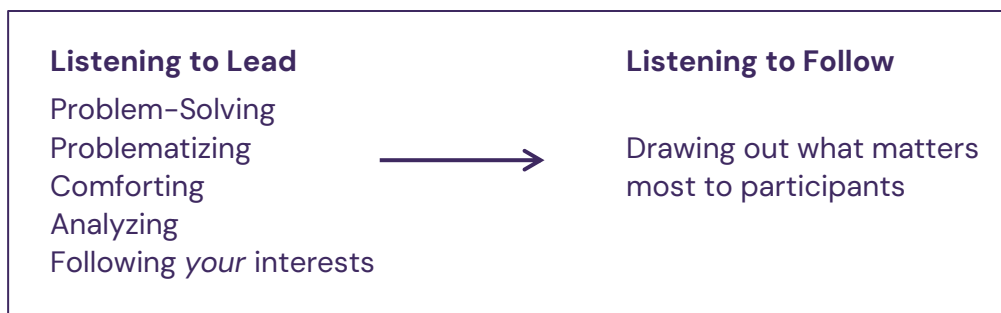 Listening to Lead
Problem-Solving
Problematizing
Comforting
Analyzing
Following your interests
Listening to Follow
Drawing out what matters
most to participants